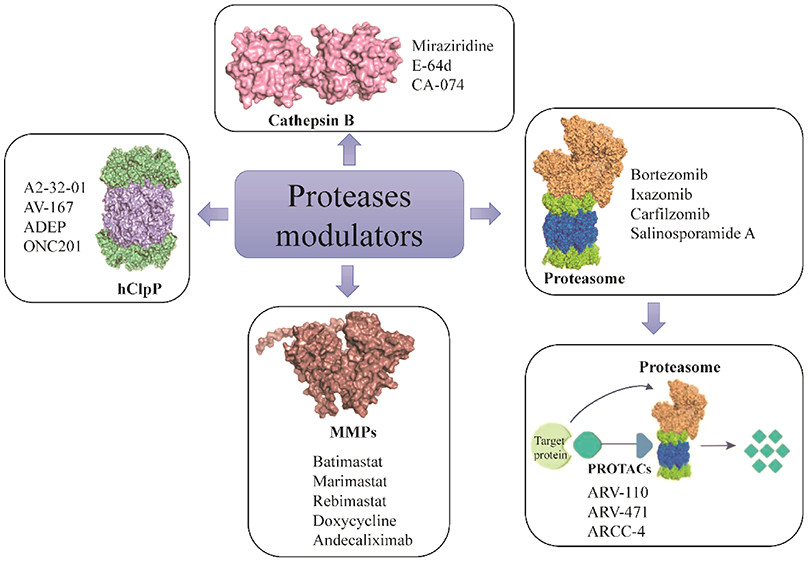 Miraziridine
E-64d
CA-074
Cathepsin B
A2-32-01
AV-167
ADEP
ONC201
hClpP
Proteases
modulators
Bortezomib
Ixazomib
Carfilzomib
Salinosporamide A
Proteasome
MMPs
Batimastat
Marimastat
Rebimastat
Doxycycline
Andecaliximab
Proteasome
Target
protein
PROTACs
ARV-110
ARV-471
ARCC-4